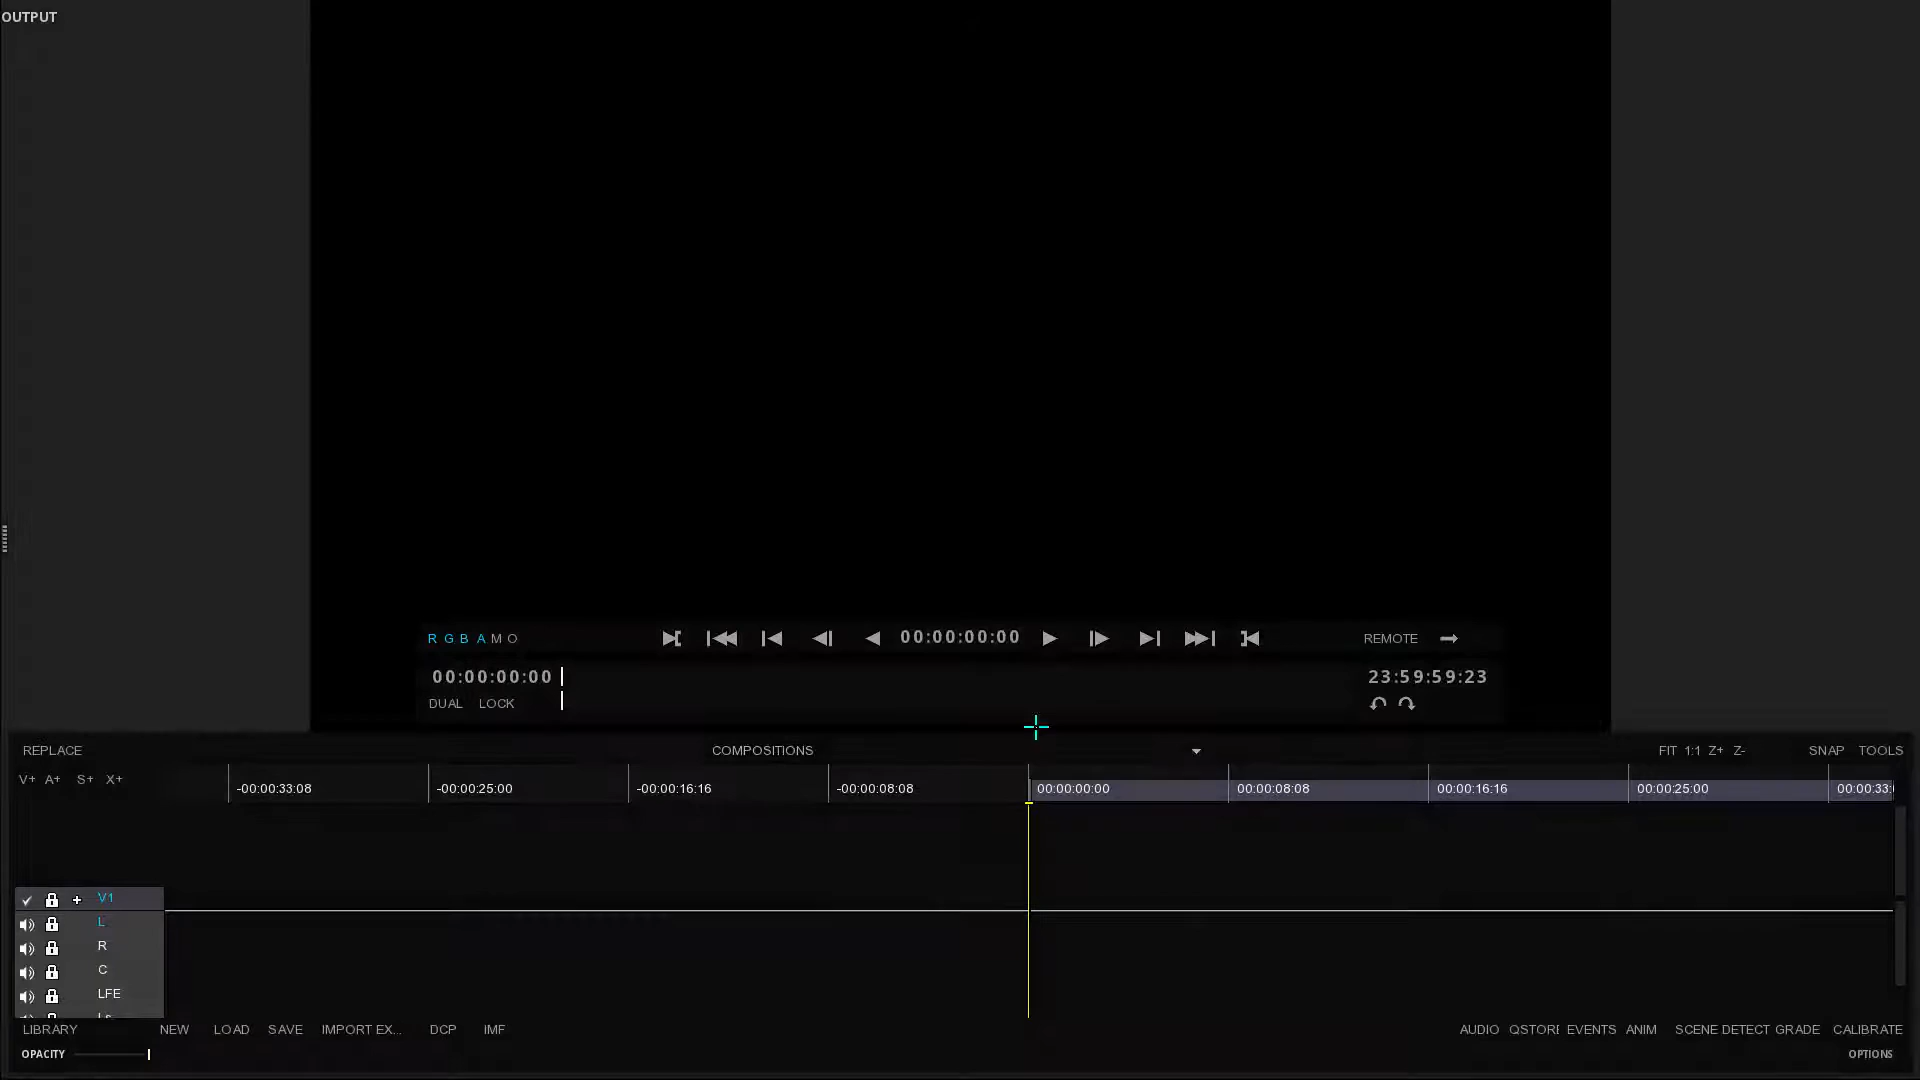 OUTPUT
R G B A M O 00:00:00:00 REMOTE
00:00:00:00 23:59:59:23
DUAL LOCK
REPLACE COMPOSITIONS FIT 1:1 Z+ Z- SNAP TOOLS
V+ A+ S+ X+
-00:00:33:08 -00:00:25:00 -00:00:16:16 -00:00:08:08 00:00:00:00 00:00:08:08 00:00:16:16 00:00:25:00 00:00:33:
V1
L
R
C
LFE
Ls
LIBRARY NEW LOAD SAVE IMPORT EX... DCP IMF AUDIO QSTORE EVENTS ANIM SCENE DETECT GRADE CALIBRATE
OPACITY OPTIONS